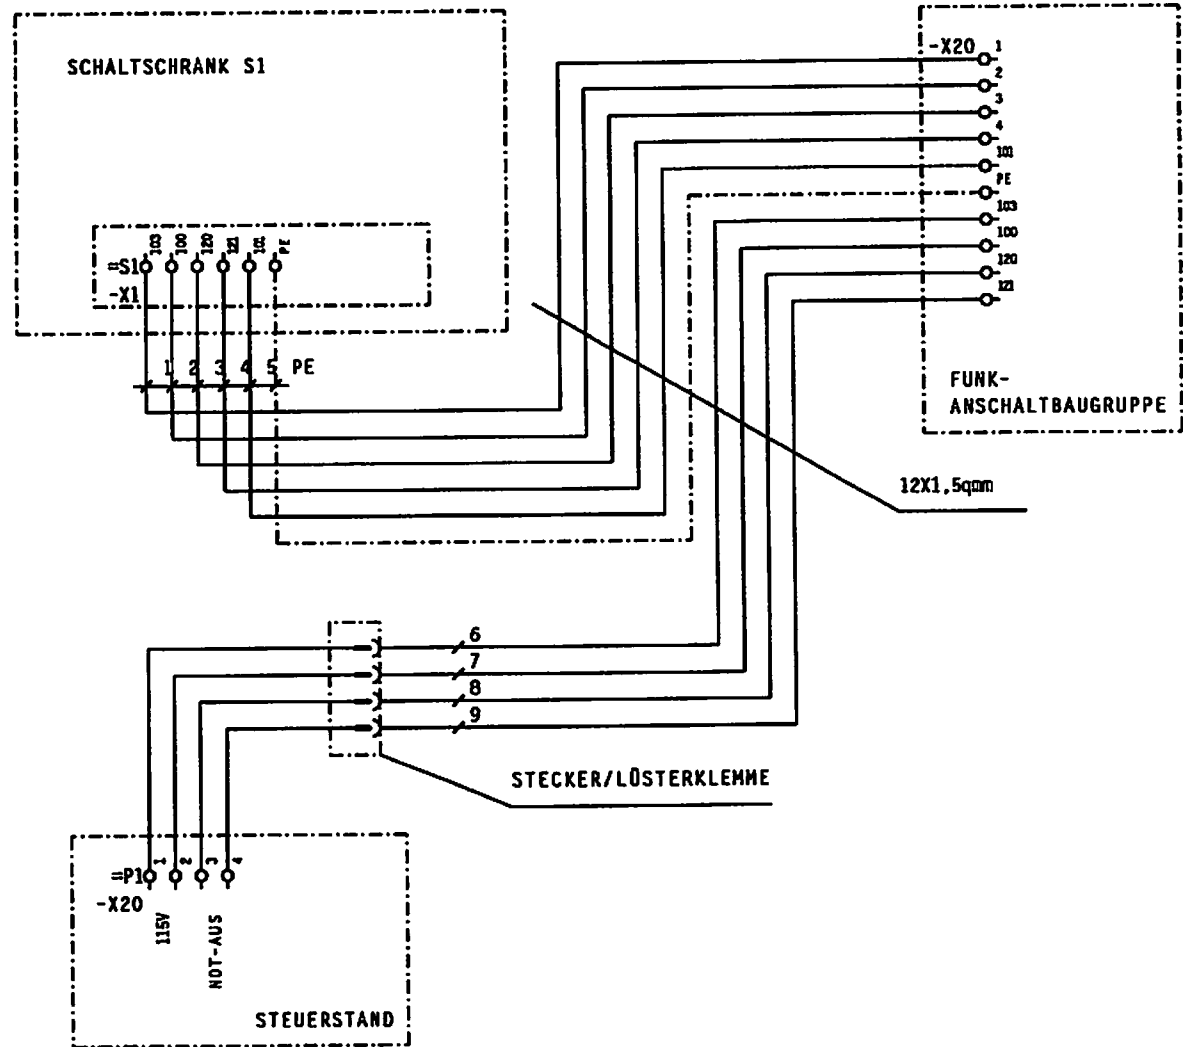 SCHALTSCHRANK S1
-X20
1
2
3
4
101
PE
103
100
120
121
FUNK-
ANSCHALTBAUGRUPPE
103
100
120
121
101
PE
=S1
-X1
1 2 3 4 5 PE
12X1,5qmm
6
7
8
9
STECKER/LÜSTERKLEMME
=P1
1
2
3
4
-X20
115V
NOT-AUS
STEUERSTAND